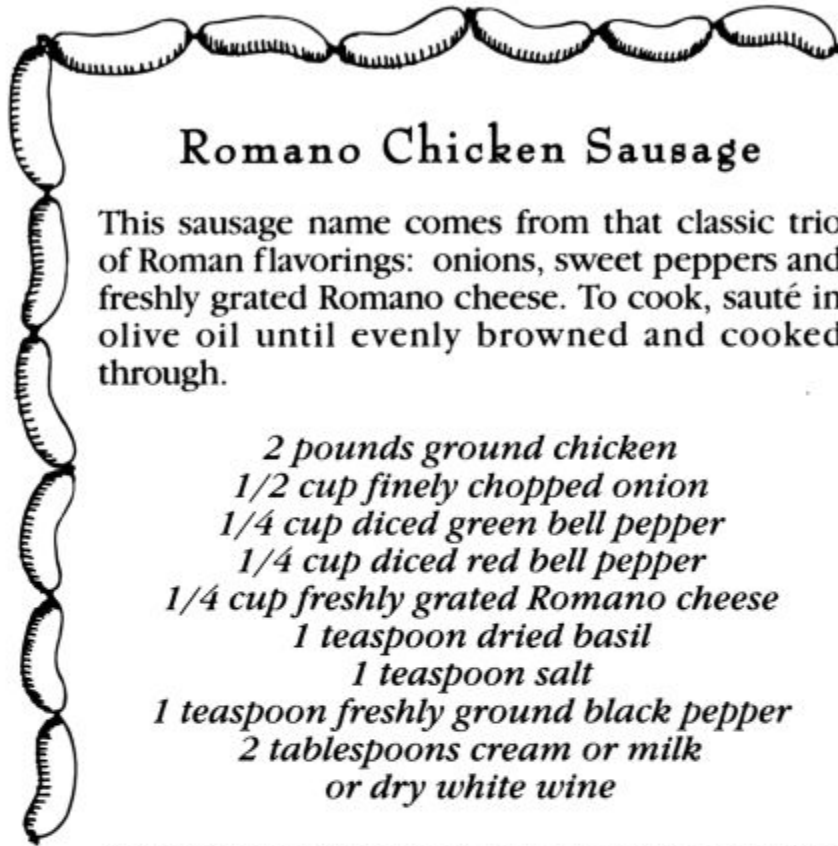 Romano Chicken Sausage
This sausage name comes from that classic trio
of Roman flavorings: onions, sweet peppers and
freshly grated Romano cheese. To cook, sauté in
olive oil until evenly browned and cooked
through.
2 pounds ground chicken
1/2 cup finely chopped onion
1/4 cup diced green bell pepper
1/4 cup diced red bell pepper
1/4 cup freshly grated Romano cheese
1 teaspoon dried basil
1 teaspoon salt
1 teaspoon freshly ground black pepper
2 tablespoons cream or milk
or dry white wine